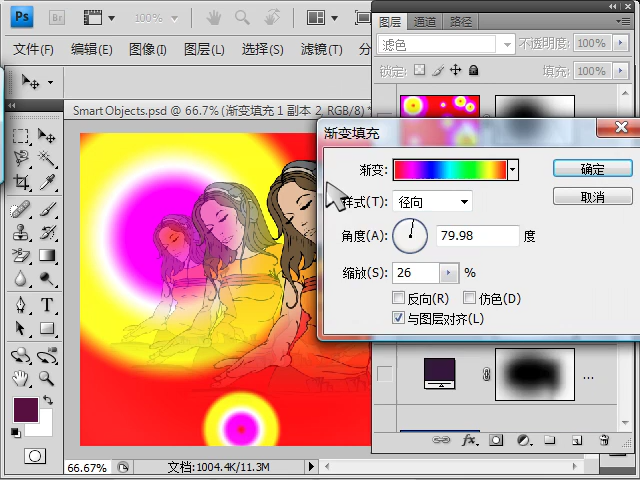 Ps Br 100%
文件(F) 编辑(E) 图像(I) 图层(L) 选择(S) 滤镜(T) 分
图层 通道 路径
滤色 不透明度: 100%
锁定: 填充: 100%
Smart Objects.psd @ 66.7% (渐变填充 1 副本 2, RGB/8) *
渐变填充
渐变:
确定
样式(T): 径向
取消
角度(A): 79.98 度
缩放(S): 26 %
反向(R) 仿色(D)
与图层对齐(L)
T
...
fx
66.67% 文档:1004.4K/11.3M